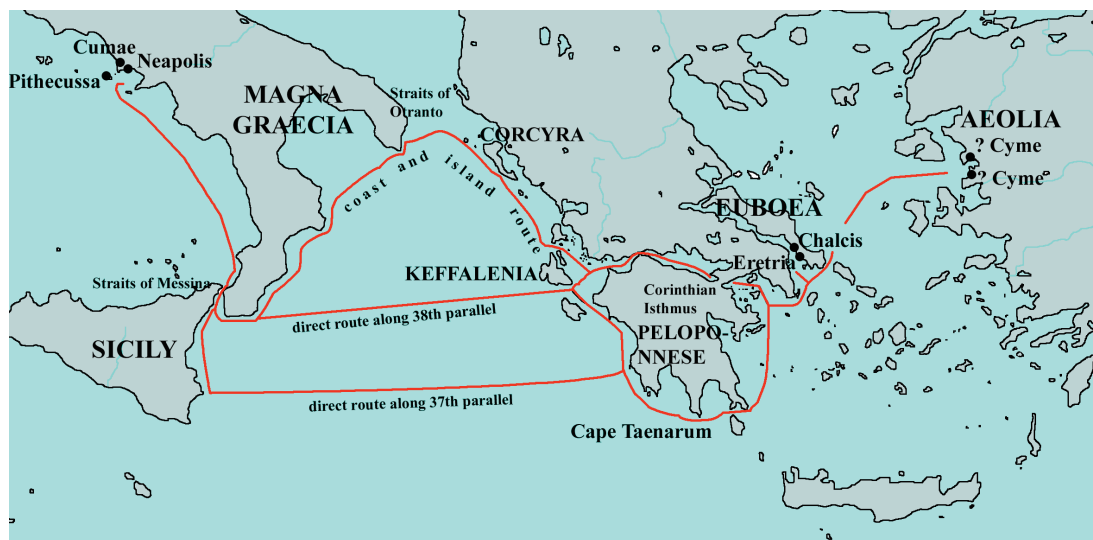 Cumae
Neapolis
Pithecussa
MAGNA
GRAECIA
Straits of
Otranto
CORCYRA
AEOLIA
? Cyme
? Cyme
coast and island route
EUBOEA
Chalcis
Eretria
KEFFALENIA
Straits of Messina
Corinthian
Isthmus
direct route along 38th parallel
PELOPO-
NNESE
SICILY
direct route along 37th parallel
Cape Taenarum